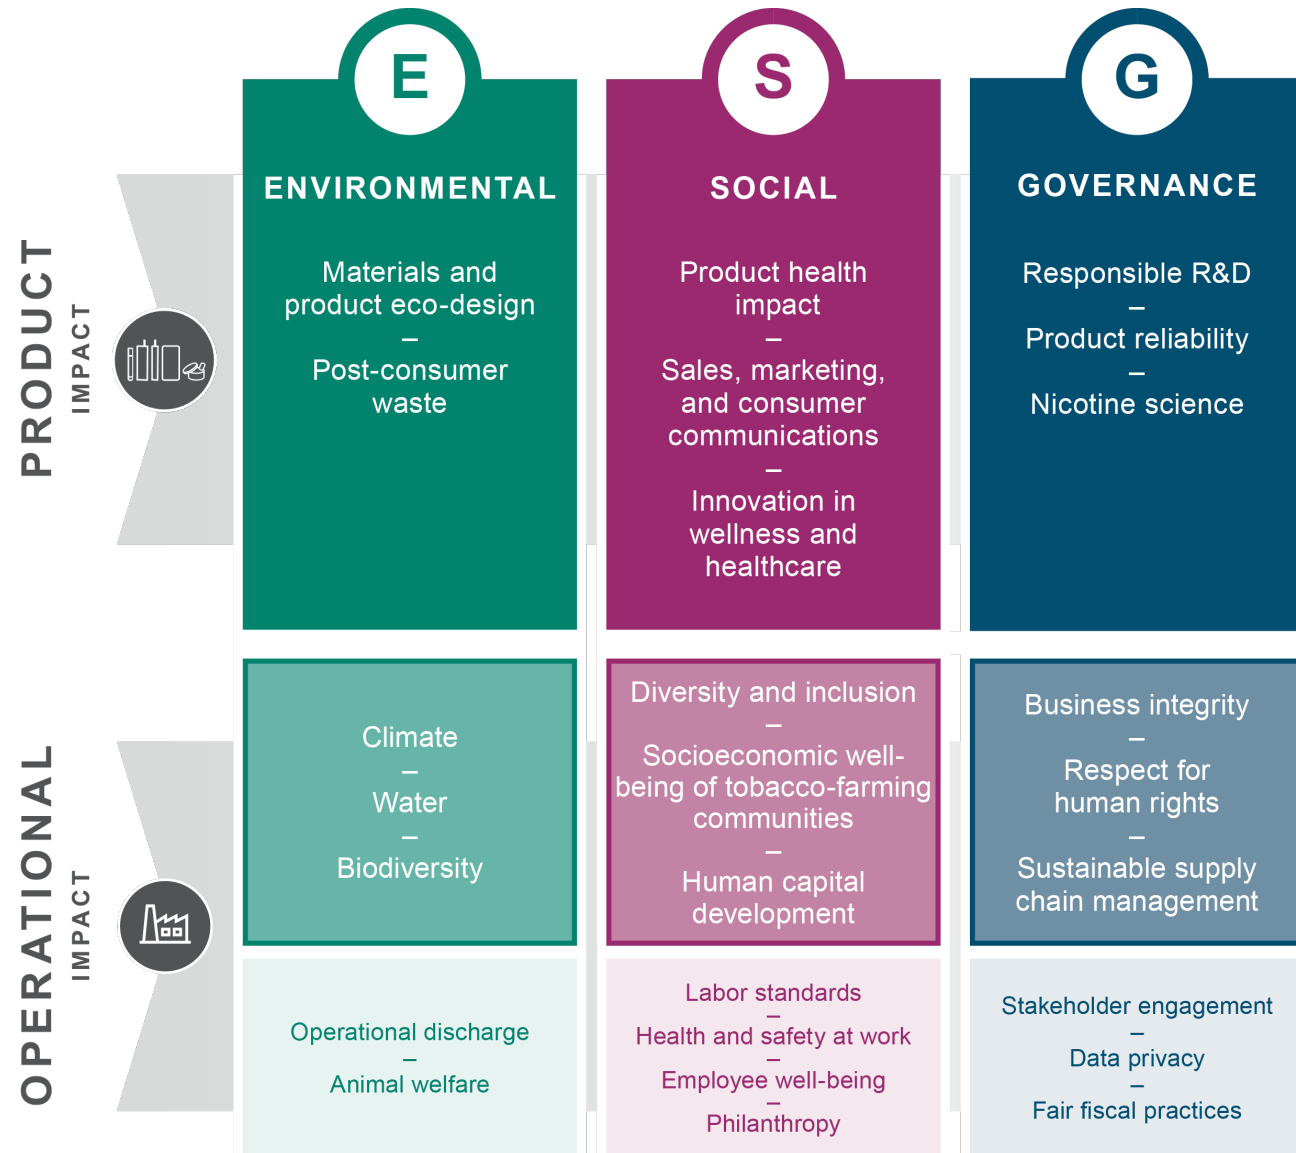 E
S
G
ENVIRONMENTAL
SOCIAL
GOVERNANCE
PRODUCT
IMPACT
Materials and
product eco-design
–
Post-consumer
waste
Product health
impact
–
Sales, marketing,
and consumer
communications
–
Innovation in
wellness and
healthcare
Responsible R&D
–
Product reliability
–
Nicotine science
OPERATIONAL
IMPACT
Climate
–
Water
–
Biodiversity
Diversity and inclusion
–
Socioeconomic well-
being of tobacco-farming
communities
–
Human capital
development
Business integrity
–
Respect for
human rights
–
Sustainable supply
chain management
Operational discharge
–
Animal welfare
Labor standards
–
Health and safety at work
–
Employee well-being
–
Philanthropy
Stakeholder engagement
–
Data privacy
–
Fair fiscal practices